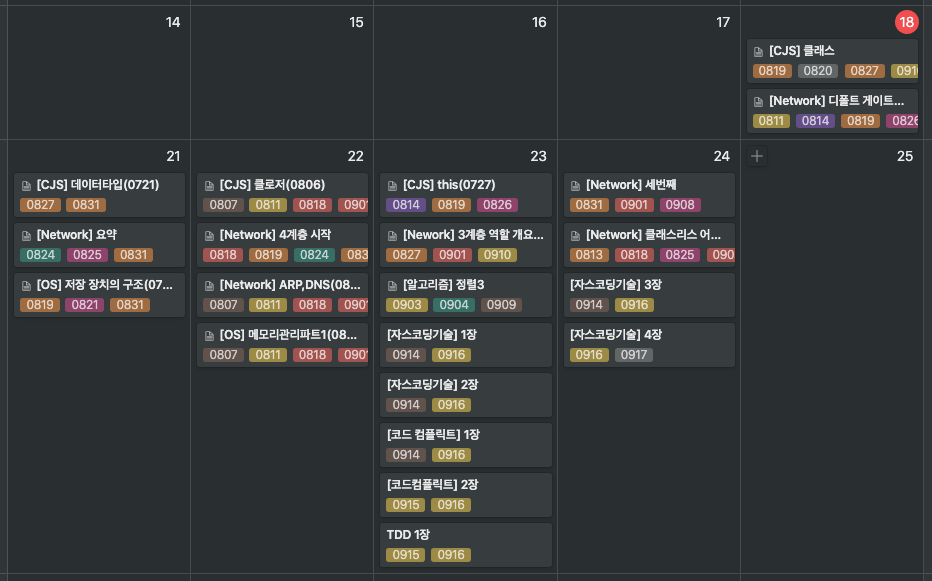 14
15
16
17
18
[CJS] 클래스
0819 0820 0827 091
[Network] 디폴트 게이트...
0811 0814 0819 0826
21
22
23
24
25
[CJS] 데이터타입(0721)
0827 0831
[Network] 요약
0824 0825 0831
[OS] 저장 장치의 구조(07...
0819 0821 0831
[CJS] 클로저(0806)
0807 0811 0818 090
[Network] 4계층 시작
0818 0819 0824 083
[Network] ARP,DNS(08...
0807 0811 0818 090
[OS] 메모리관리파트1(08...
0807 0811 0818 090
[CJS] this(0727)
0814 0819 0826
[Nework] 3계층 역할 개요...
0827 0901 0910
[알고리즘] 정렬3
0903 0904 0909
[자스코딩기술] 1장
0914 0916
[자스코딩기술] 2장
0914 0916
[코드 컴플릭트] 1장
0914 0916
[코드컴플릭트] 2장
0915 0916
TDD 1장
0915 0916
[Network] 세번째
0831 0901 0908
[Network] 클래스리스 어...
0813 0818 0825 090
[자스코딩기술] 3장
0914 0916
[자스코딩기술] 4장
0916 0917